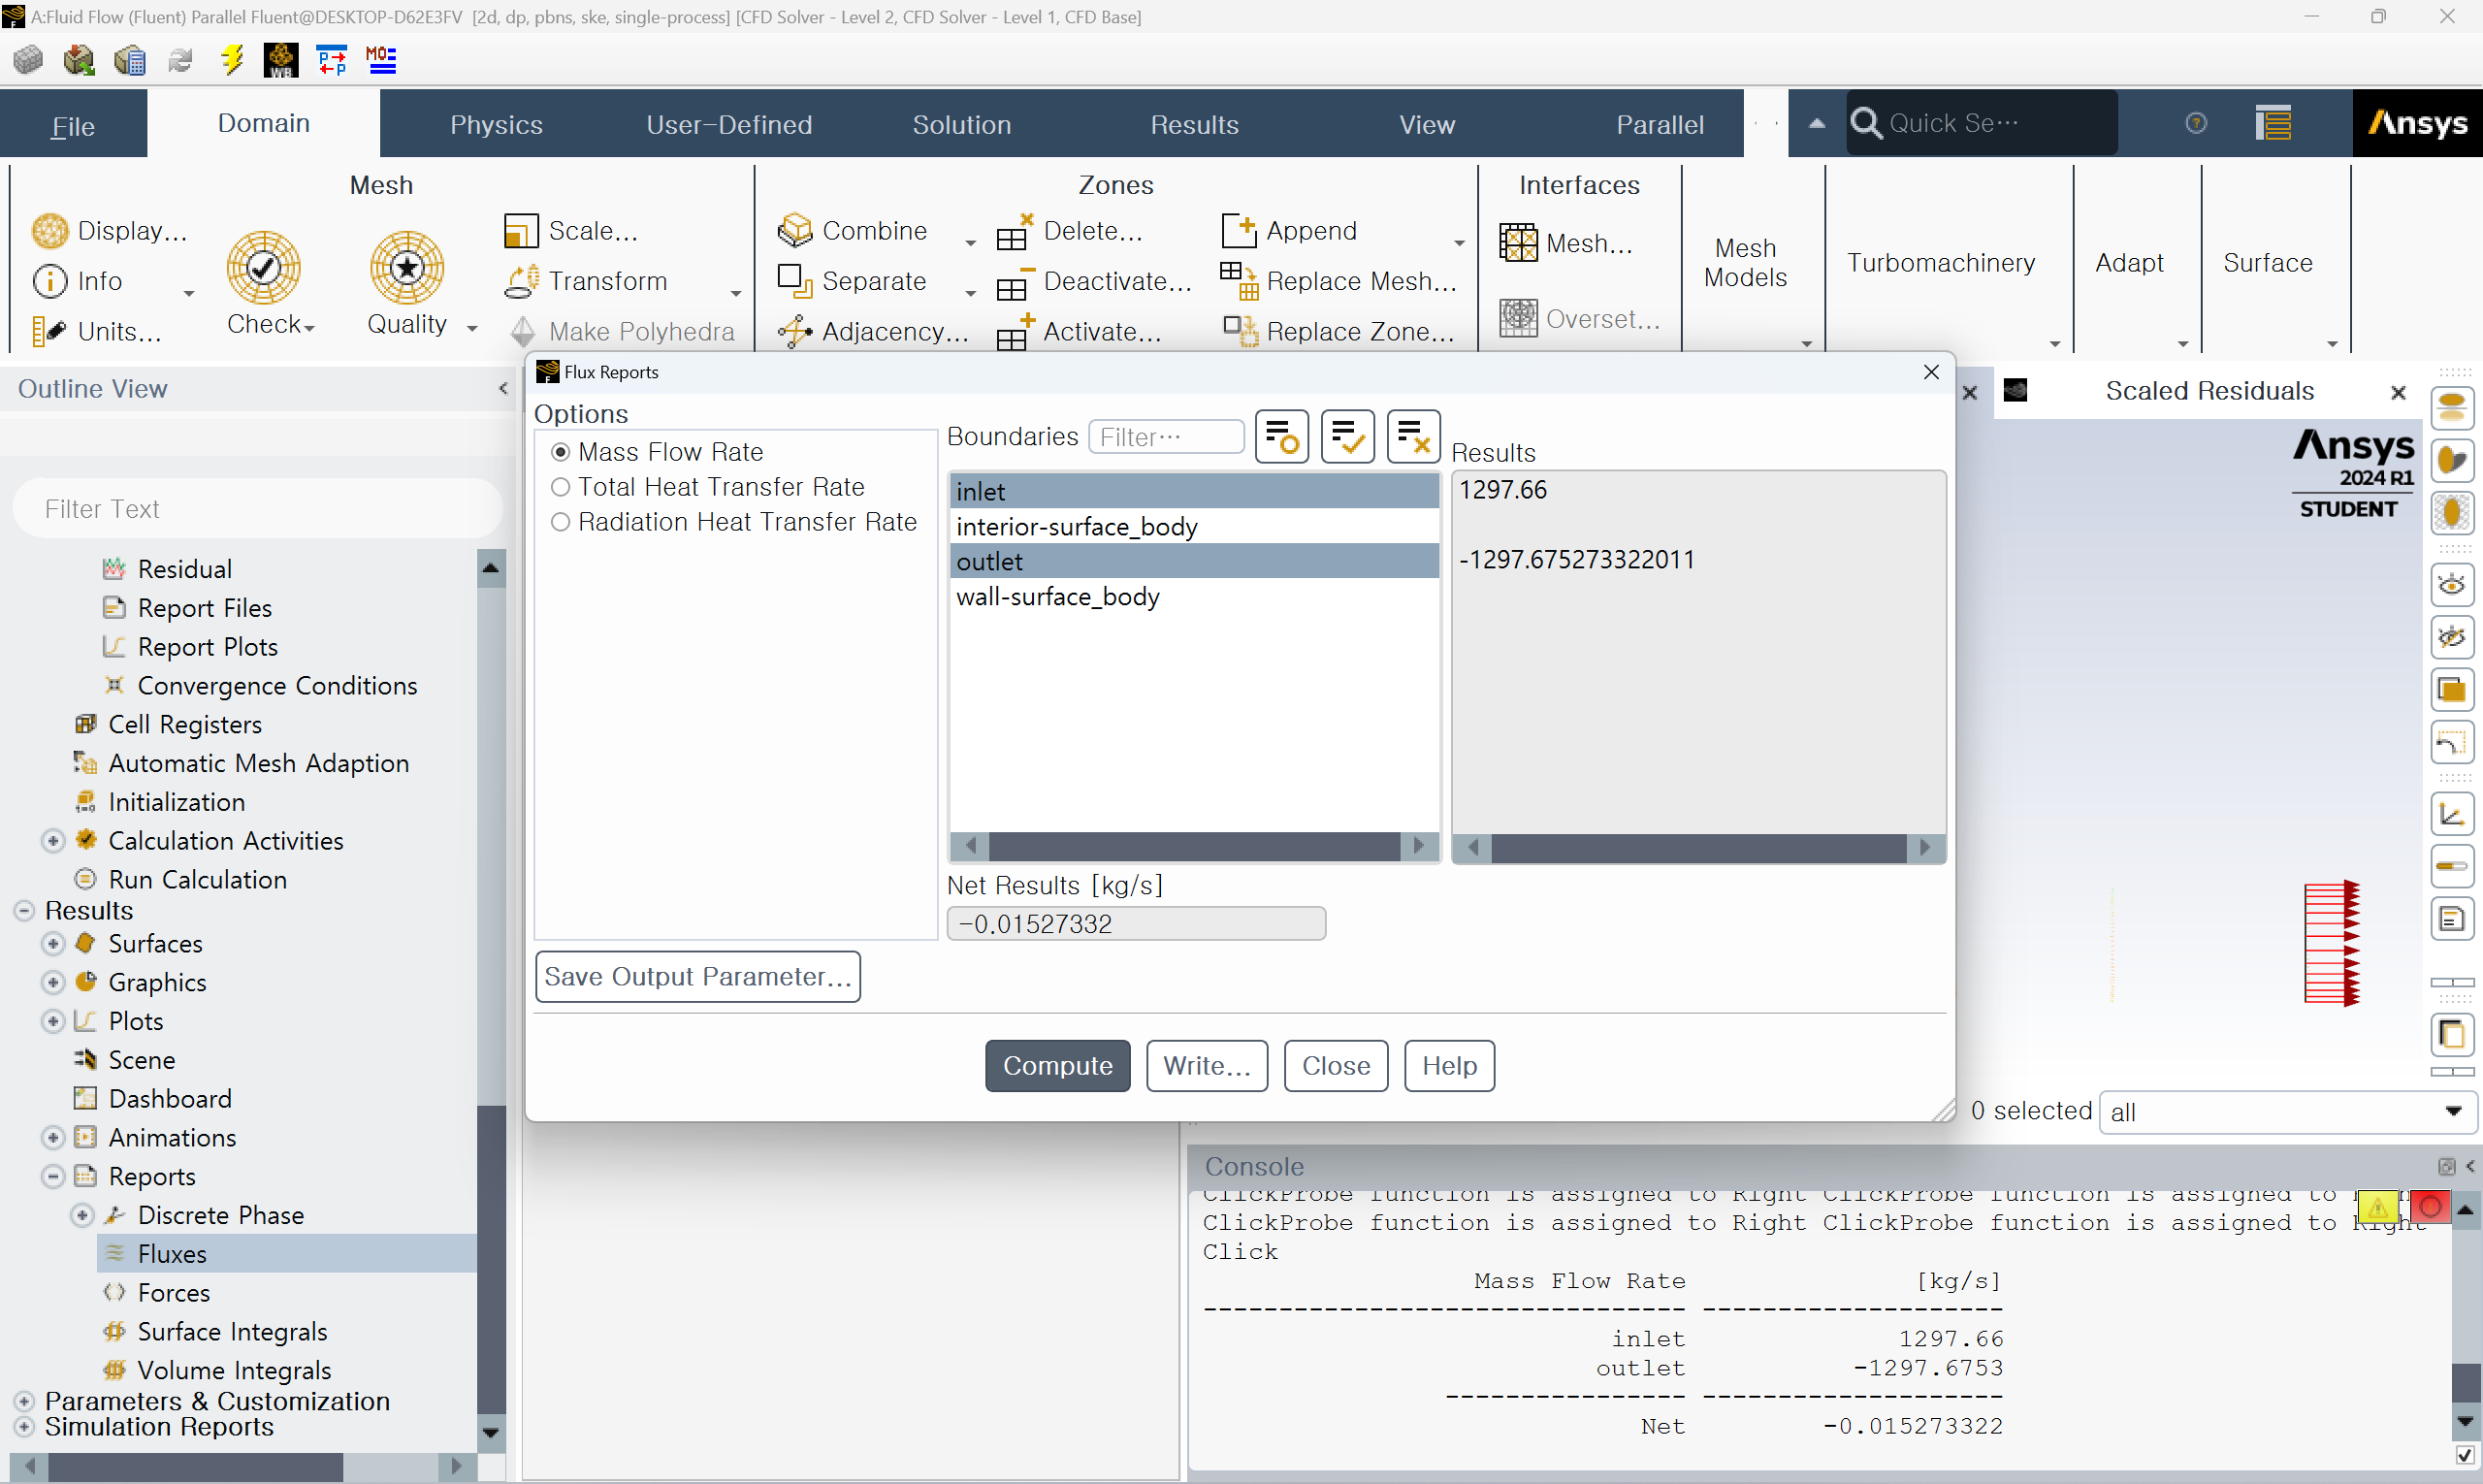 A:Fluid Flow (Fluent) Parallel Fluent@DESKTOP-D62E3FV [2d, dp, pbns, ske, single-process] [CFD Solver - Level 2, CFD Solver - Level 1, CFD Base]
File
Domain
Physics
User-Defined
Solution
Results
View
Parallel
Quick Se...
Ansys
Mesh
Display...
Info
Units...
Check
Quality
Scale...
Transform
Make Polyhedra
Zones
Combine
Separate
Adjacency...
Delete...
Deactivate...
Activate...
Append
Replace Mesh...
Replace Zone...
Interfaces
Mesh...
Overset...
Mesh
Models
Turbomachinery
Adapt
Surface
Outline View
Filter Text
Residual
Report Files
Report Plots
Convergence Conditions
Cell Registers
Automatic Mesh Adaption
Initialization
Calculation Activities
Run Calculation
Results
Surfaces
Graphics
Plots
Scene
Dashboard
Animations
Reports
Discrete Phase
Fluxes
Forces
Surface Integrals
Volume Integrals
Parameters & Customization
Simulation Reports
Flux Reports
Options
Mass Flow Rate
Total Heat Transfer Rate
Radiation Heat Transfer Rate
Boundaries
Filter...
inlet
interior-surface_body
outlet
wall-surface_body
Results
1297.66
-1297.675273322011
Net Results [kg/s]
-0.01527332
Save Output Parameter...
Compute
Write...
Close
Help
Scaled Residuals
Ansys
2024 R1
STUDENT
0 selected
all
Console
ClickProbe function is assigned to Right ClickProbe function is assigned to
ClickProbe function is assigned to Right ClickProbe function is assigned to Right
Click
Mass Flow Rate [kg/s]
-------------------------------- --------------------
inlet 1297.66
outlet -1297.6753
---------------- --------------------
Net -0.015273322